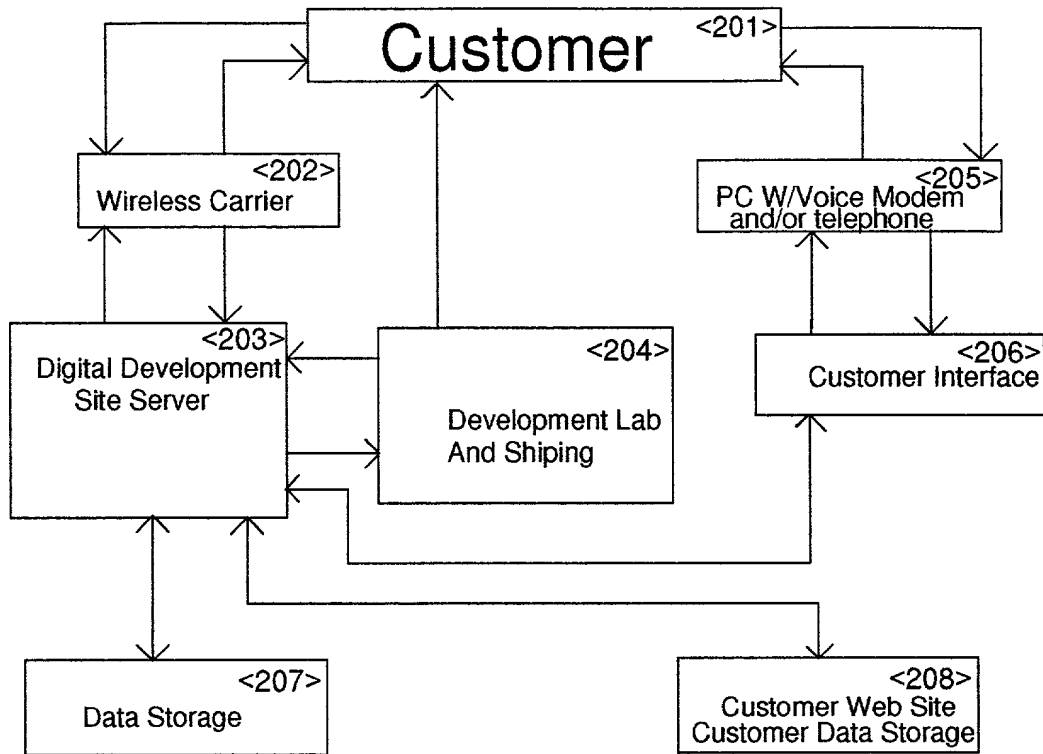 <201>
Customer
<202>
Wireless Carrier
<205>
PC W/Voice Modem
and/or telephone
<203>
Digital Development
Site Server
<204>
Development Lab
And Shiping
<206>
Customer Interface
<207>
Data Storage
<208>
Customer Web Site
Customer Data Storage